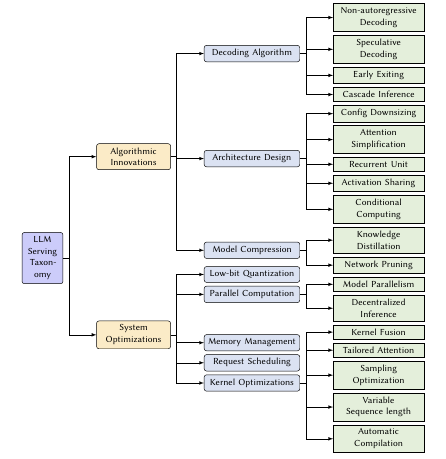 LLM
Serving
Taxon-
omy
Algorithmic
Innovations
System
Optimizations
Decoding Algorithm
Architecture Design
Model Compression
Low-bit Quantization
Parallel Computation
Memory Management
Request Scheduling
Kernel Optimizations
Non-autoregressive
Decoding
Speculative
Decoding
Early Exiting
Cascade Inference
Config Downsizing
Attention
Simplification
Recurrent Unit
Activation Sharing
Conditional
Computing
Knowledge
Distillation
Network Pruning
Model Parallelism
Decentralized
Inference
Kernel Fusion
Tailored Attention
Sampling
Optimization
Variable
Sequence length
Automatic
Compilation